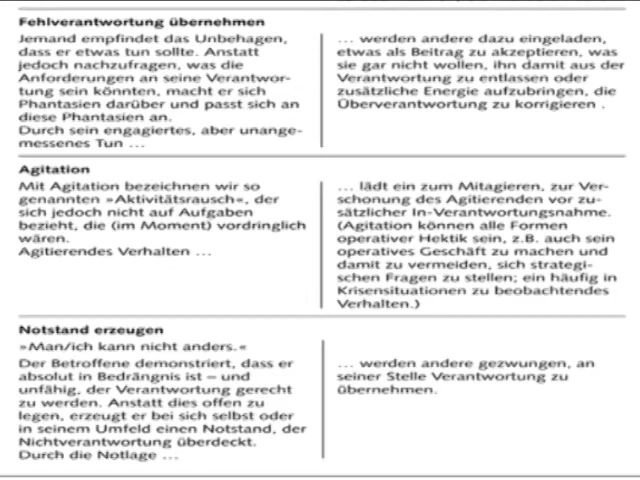 Fehlverantwortung übernehmen
Jemand empfindet das Unbehagen,
dass er etwas tun sollte. Anstatt
jedoch nachzufragen, was die
Anforderungen an seine Verantwor-
tung sein könnten, macht er sich
Phantasien darüber und passt sich an
diese Phantasien an.
Durch sein engagiertes, aber unange-
messenes Tun …
… werden andere dazu eingeladen,
etwas als Beitrag zu akzeptieren, was
sie gar nicht wollen, ihn damit aus der
Verantwortung zu entlassen oder
zusätzliche Energie aufzubringen, die
Überverantwortung zu korrigieren .
Agitation
Mit Agitation bezeichnen wir so
genannten »Aktivitätsrausch«, der
sich jedoch nicht auf Aufgaben
bezieht, die (im Moment) vordringlich
wären.
Agitierendes Verhalten …
… lädt ein zum Mitagieren, zur Ver-
schonung des Agitierenden vor zu-
sätzlicher In-Verantwortungsnahme.
(Agitation können alle Formen
operativer Hektik sein, z.B. auch sein
operatives Geschäft zu machen und
damit zu vermeiden, sich strategi-
schen Fragen zu stellen; ein häufig in
Krisensituationen zu beobachtendes
Verhalten.)
Notstand erzeugen
»Man/ich kann nicht anders.«
Der Betroffene demonstriert, dass er
absolut in Bedrängnis ist – und
unfähig, der Verantwortung gerecht
zu werden. Anstatt dies offen zu
legen, erzeugt er bei sich selbst oder
in seinem Umfeld einen Notstand, der
Nichtverantwortung überdeckt.
Durch die Notlage …
… werden andere gezwungen, an
seiner Stelle Verantwortung zu
übernehmen.